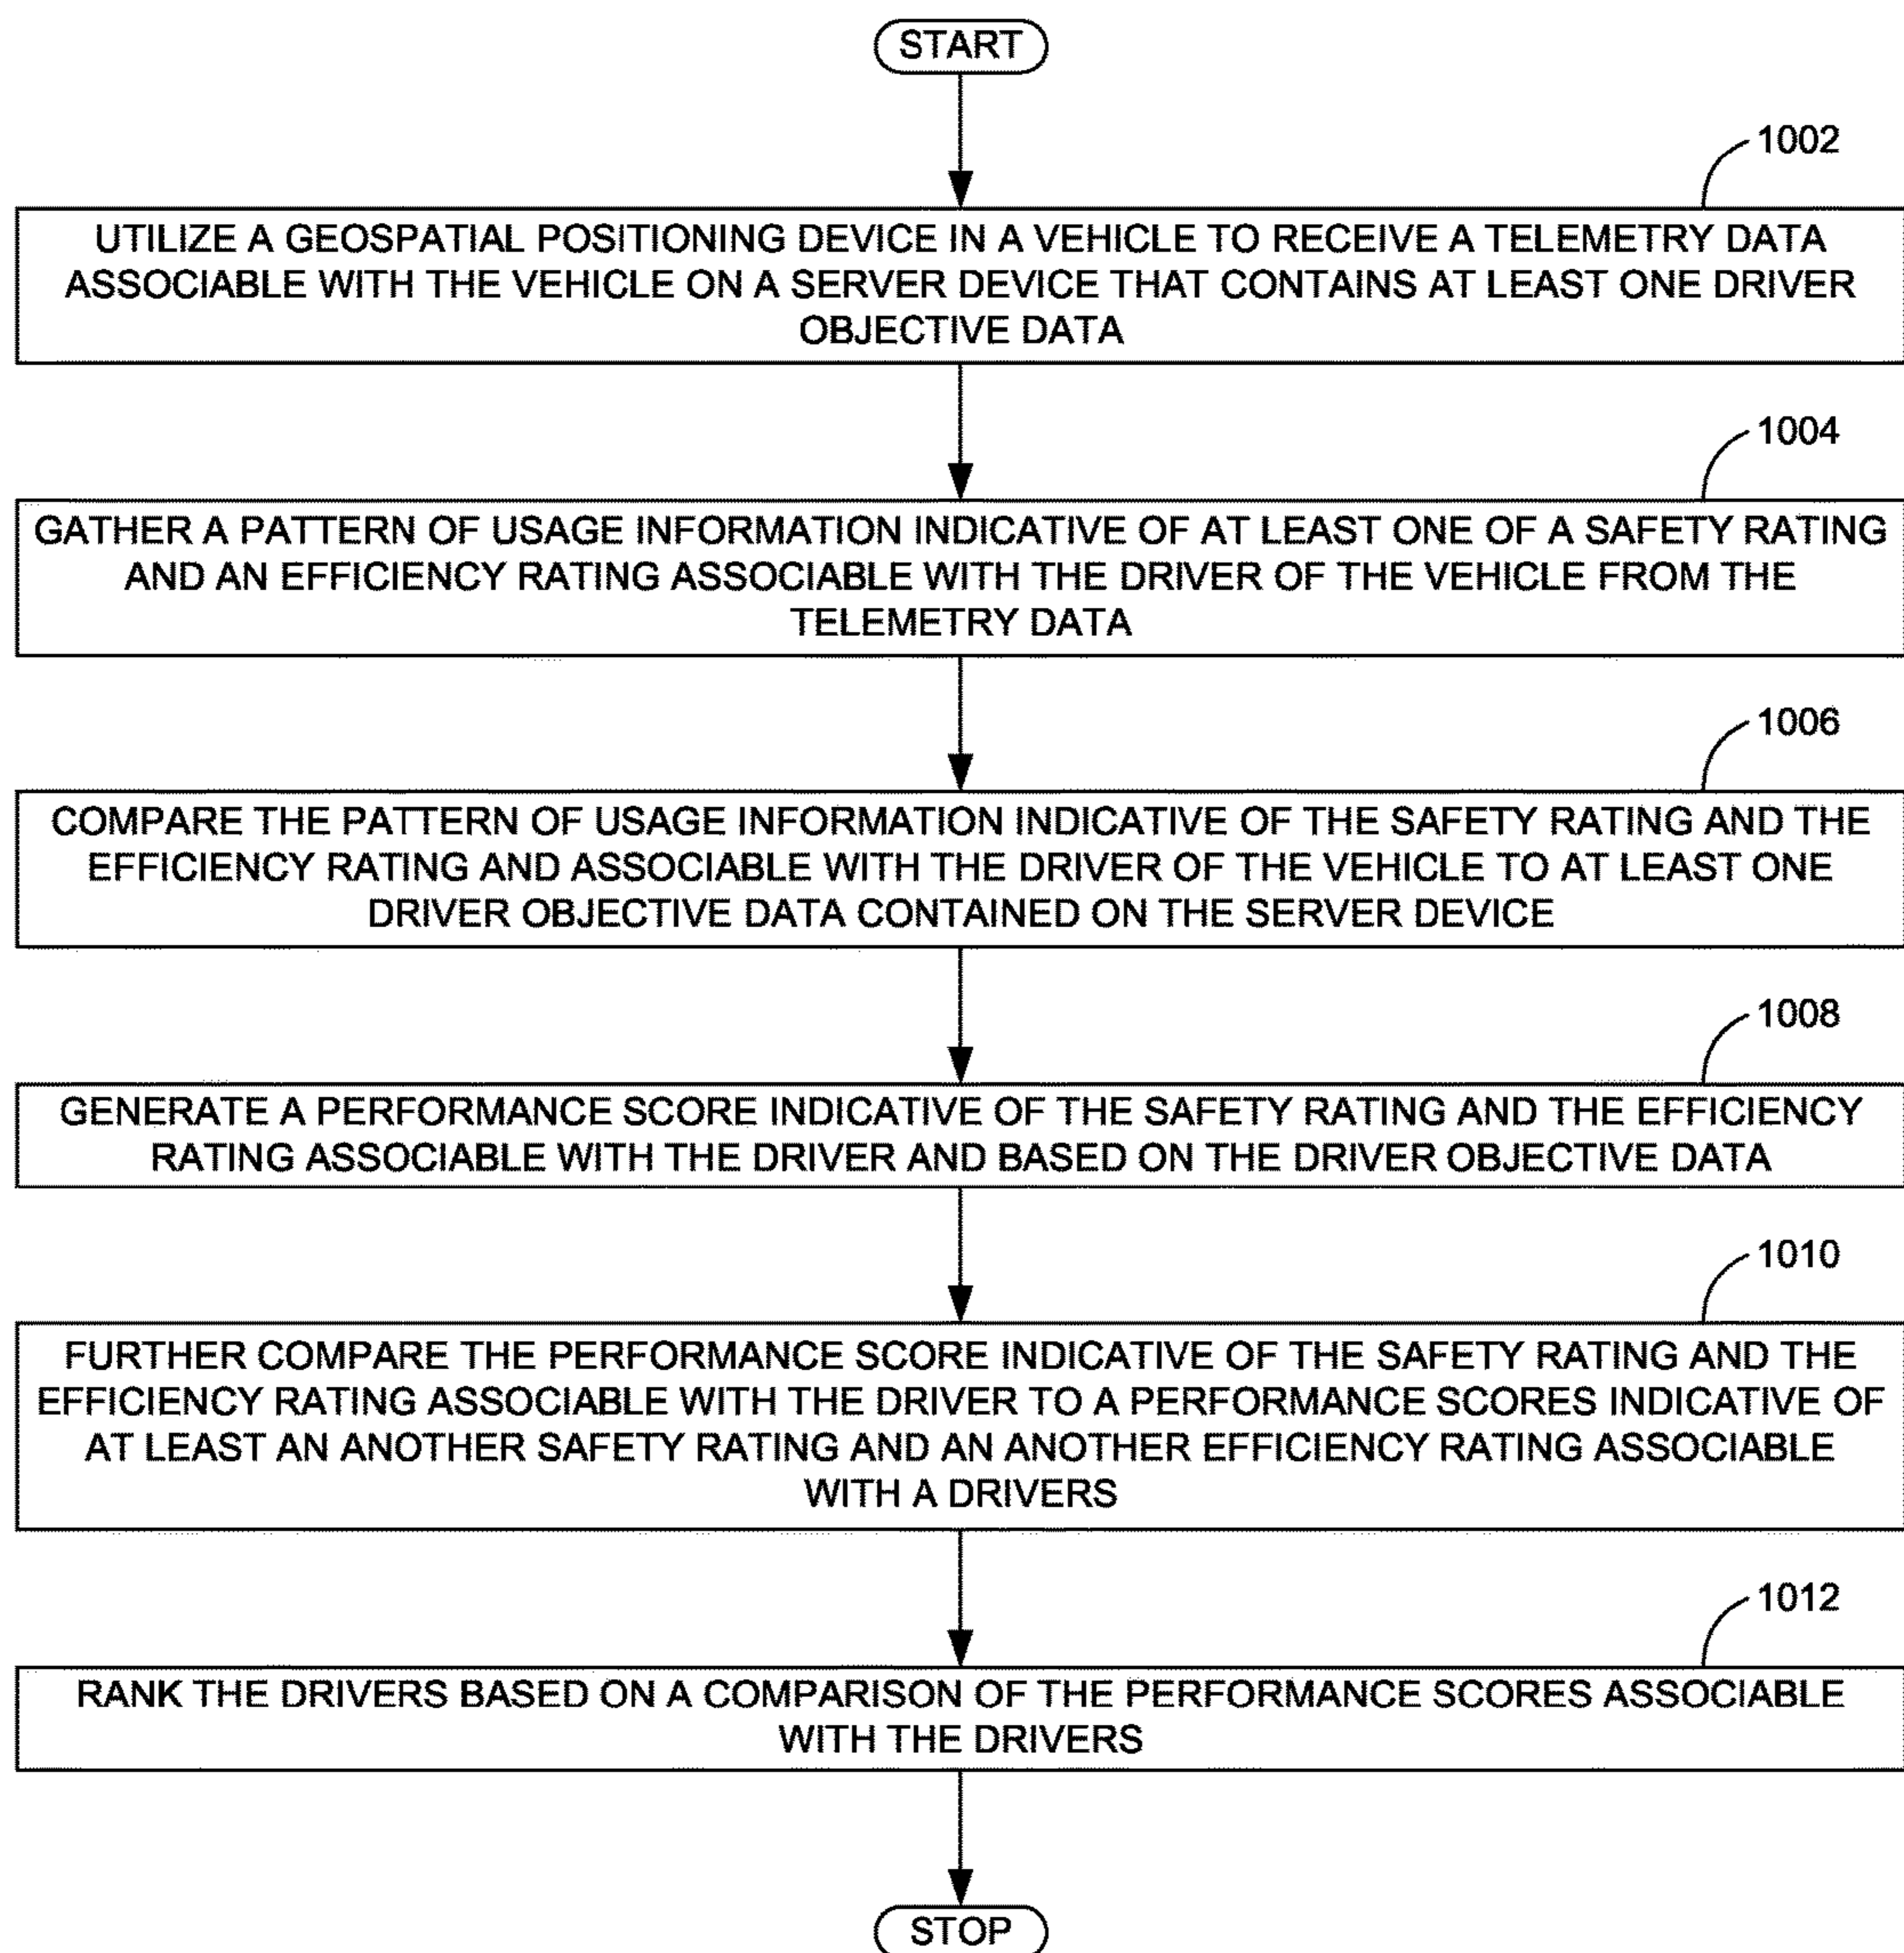 START
1002
UTILIZE A GEOSPATIAL POSITIONING DEVICE IN A VEHICLE TO RECEIVE A TELEMETRY DATA
ASSOCIABLE WITH THE VEHICLE ON A SERVER DEVICE THAT CONTAINS AT LEAST ONE DRIVER
OBJECTIVE DATA
1004
GATHER A PATTERN OF USAGE INFORMATION INDICATIVE OF AT LEAST ONE OF A SAFETY RATING
AND AN EFFICIENCY RATING ASSOCIABLE WITH THE DRIVER OF THE VEHICLE FROM THE
TELEMETRY DATA
1006
COMPARE THE PATTERN OF USAGE INFORMATION INDICATIVE OF THE SAFETY RATING AND THE
EFFICIENCY RATING AND ASSOCIABLE WITH THE DRIVER OF THE VEHICLE TO AT LEAST ONE
DRIVER OBJECTIVE DATA CONTAINED ON THE SERVER DEVICE
1008
GENERATE A PERFORMANCE SCORE INDICATIVE OF THE SAFETY RATING AND THE EFFICIENCY
RATING ASSOCIABLE WITH THE DRIVER AND BASED ON THE DRIVER OBJECTIVE DATA
1010
FURTHER COMPARE THE PERFORMANCE SCORE INDICATIVE OF THE SAFETY RATING AND THE
EFFICIENCY RATING ASSOCIABLE WITH THE DRIVER TO A PERFORMANCE SCORES INDICATIVE OF
AT LEAST AN ANOTHER SAFETY RATING AND AN ANOTHER EFFICIENCY RATING ASSOCIABLE
WITH A DRIVERS
1012
RANK THE DRIVERS BASED ON A COMPARISON OF THE PERFORMANCE SCORES ASSOCIABLE
WITH THE DRIVERS
STOP